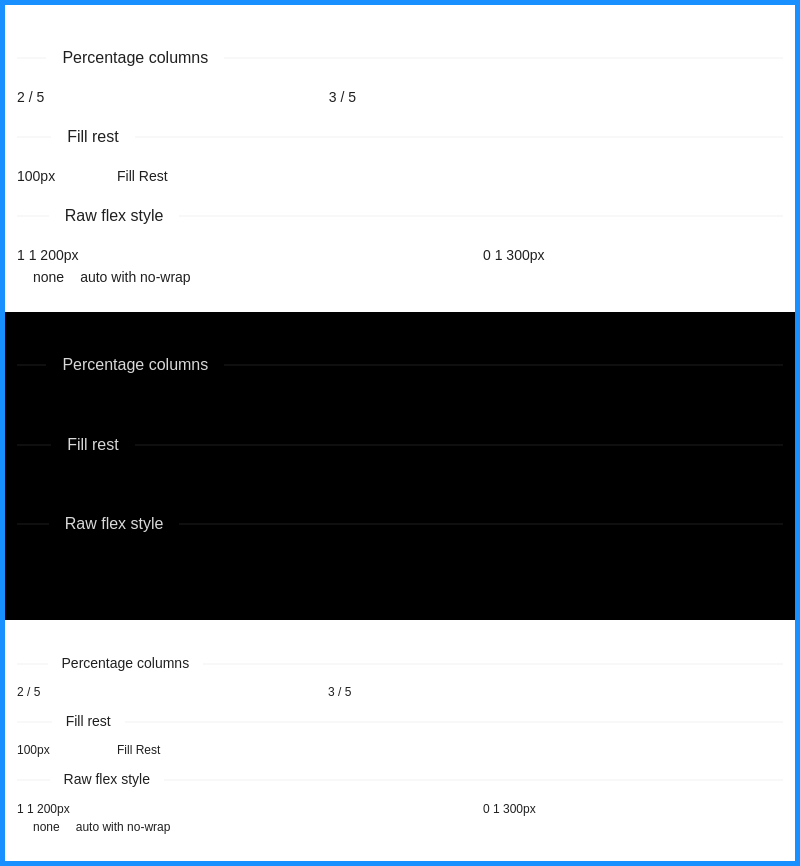 Percentage columns
2 / 5 3 / 5
Fill rest
100px Fill Rest
Raw flex style
1 1 200px 0 1 300px
none auto with no-wrap
Percentage columns
Fill rest
Raw flex style
Percentage columns
2 / 5 3 / 5
Fill rest
100px Fill Rest
Raw flex style
1 1 200px 0 1 300px
none auto with no-wrap